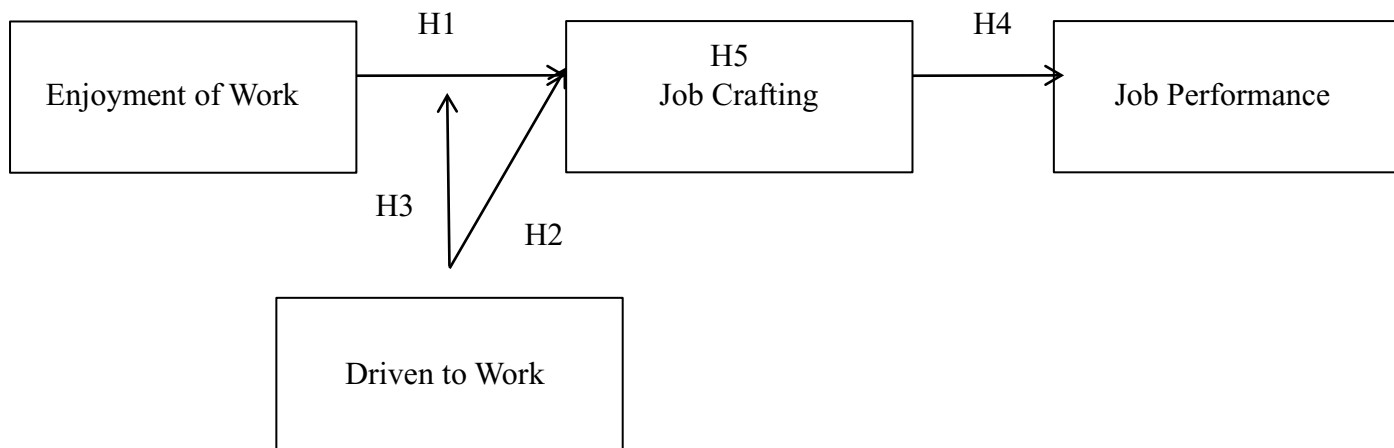 H1
H4
H5
Enjoyment of Work
Job Crafting
Job Performance
H3
H2
Driven to Work